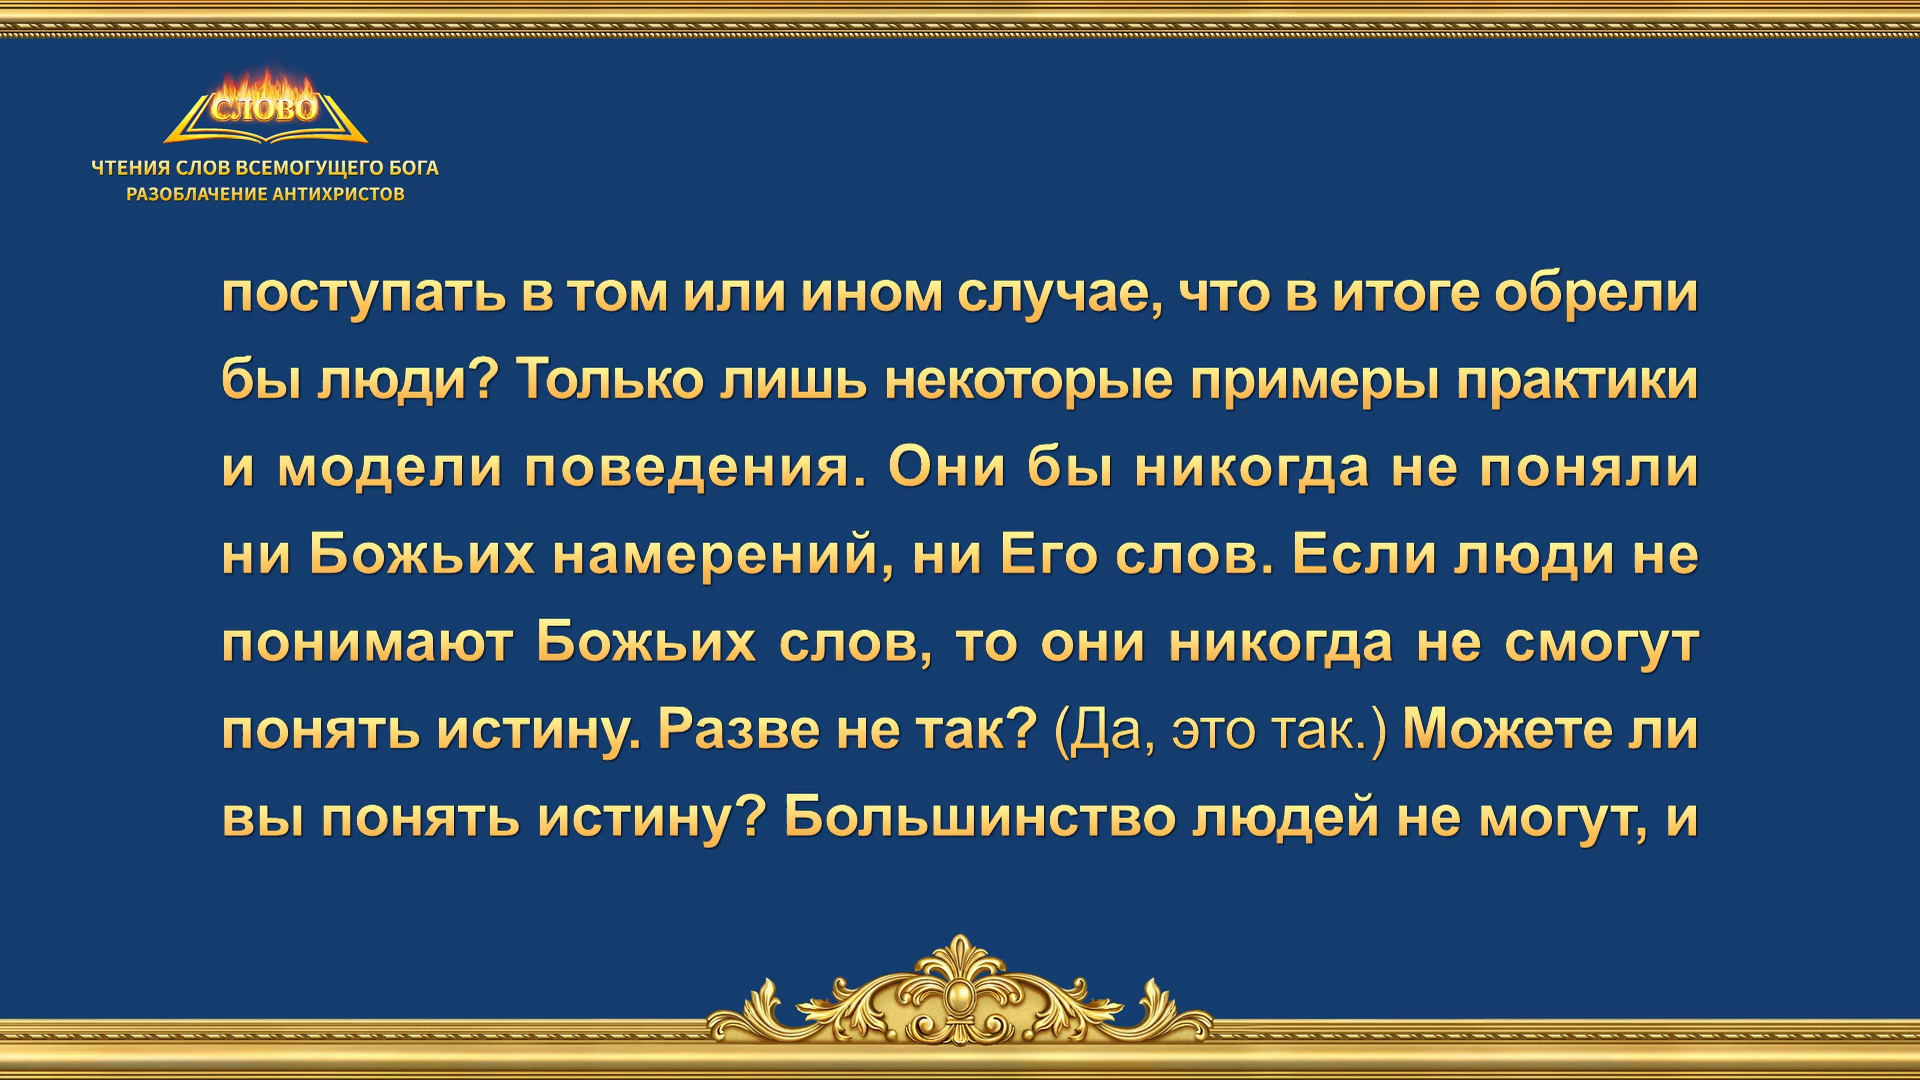 СЛОВО
ЧТЕНИЯ СЛОВ ВСЕМОГУЩЕГО БОГА
РАЗОБЛАЧЕНИЕ АНТИХРИСТОВ
поступать в том или ином случае, что в итоге обрели
бы люди? Только лишь некоторые примеры практики
и модели поведения. Они бы никогда не поняли
ни Божьих намерений, ни Его слов. Если люди не
понимают Божьих слов, то они никогда не смогут
понять истину. Разве не так? (Да, это так.) Можете ли
вы понять истину? Большинство людей не могут, и